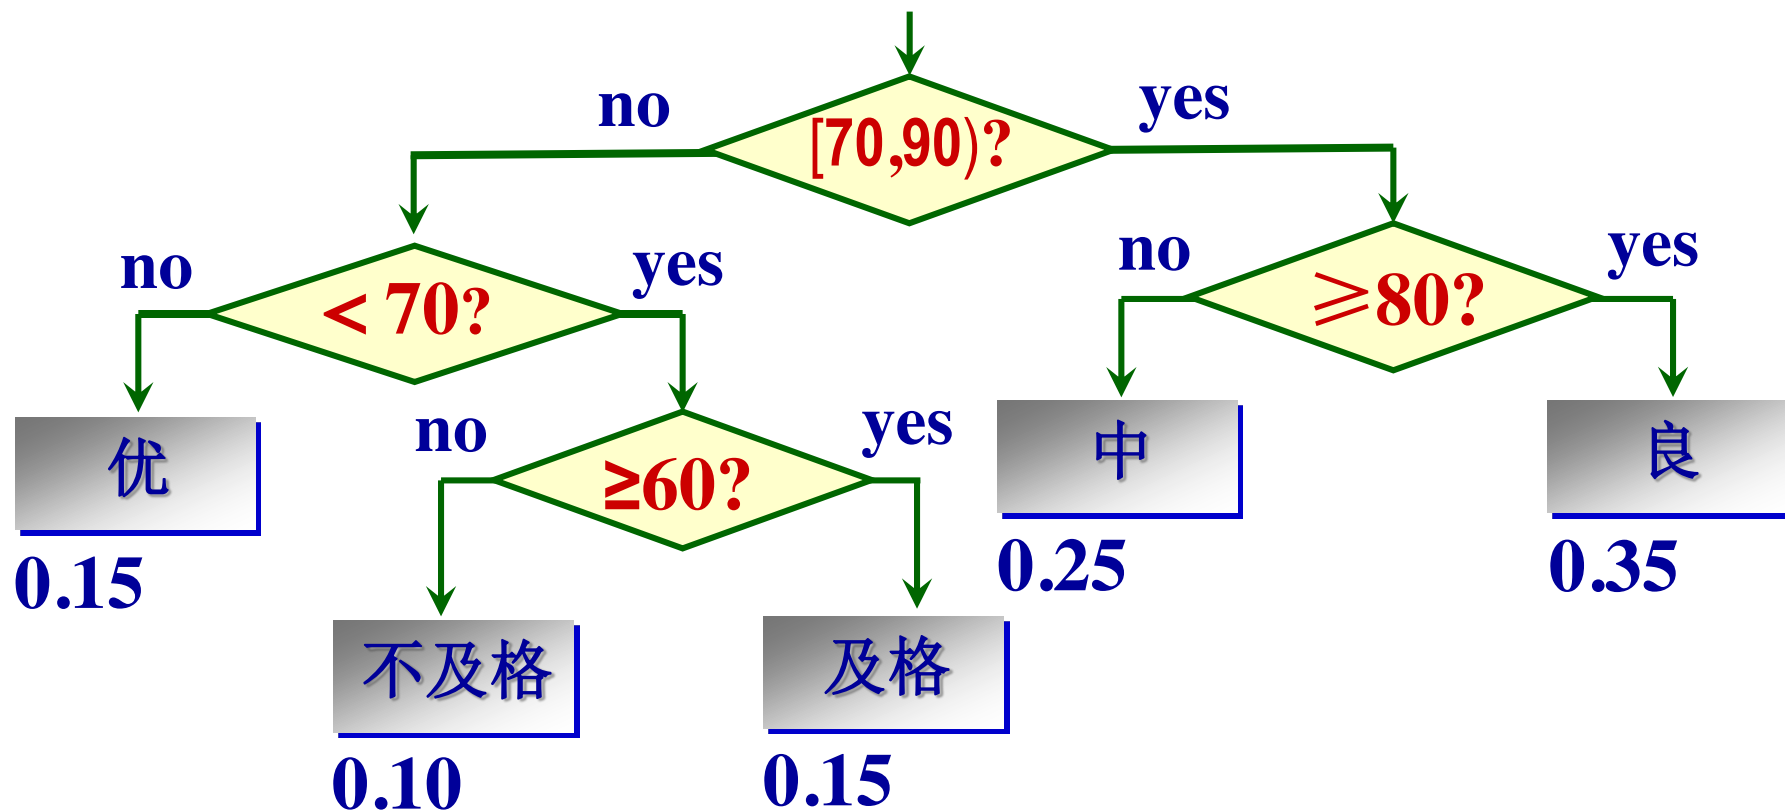 no
yes
[70,90)?
no
yes
< 70?
no
yes
≥80?
优
0.15
no
yes
≥60?
中
0.25
良
0.35
不及格
0.10
及格
0.15